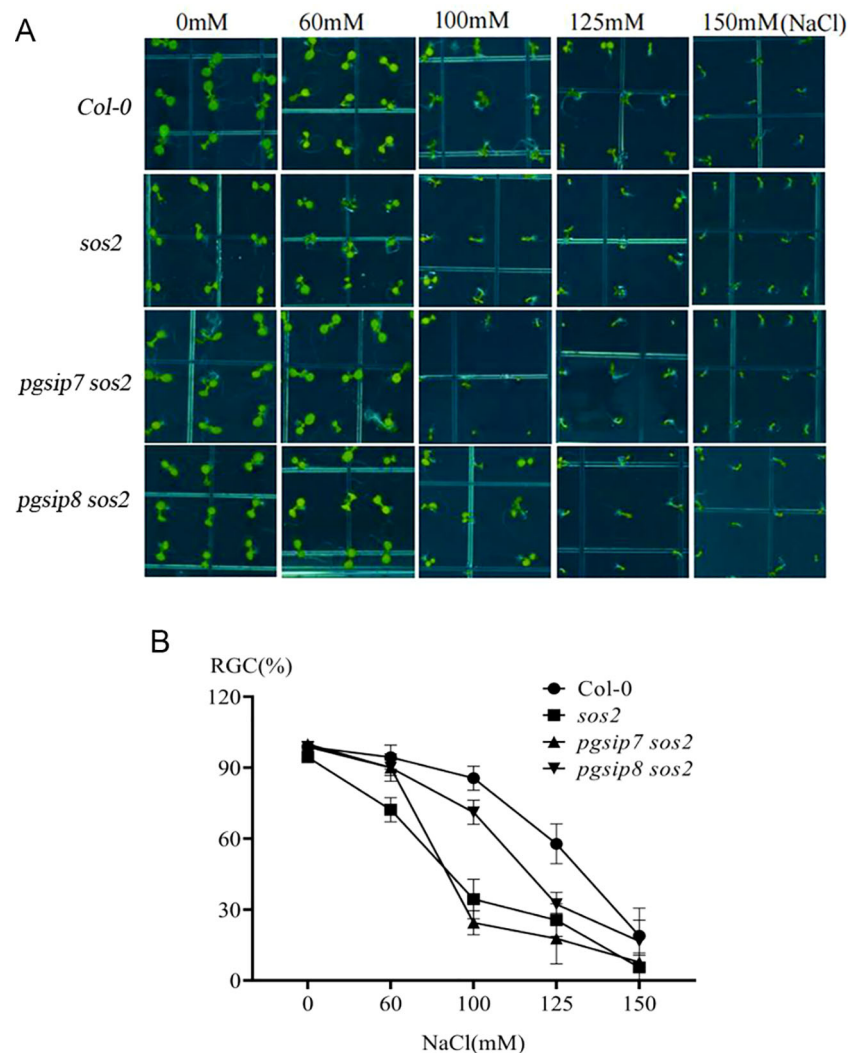 A
0mM 60mM 100mM 125mM 150mM(NaCl)
Col-0
sos2
pgsip7 sos2
pgsip8 sos2
B
RGC(%)
120
90
60
30
0
0 60 100 125 150
NaCl(mM)
Col-0
sos2
pgsip7 sos2
pgsip8 sos2